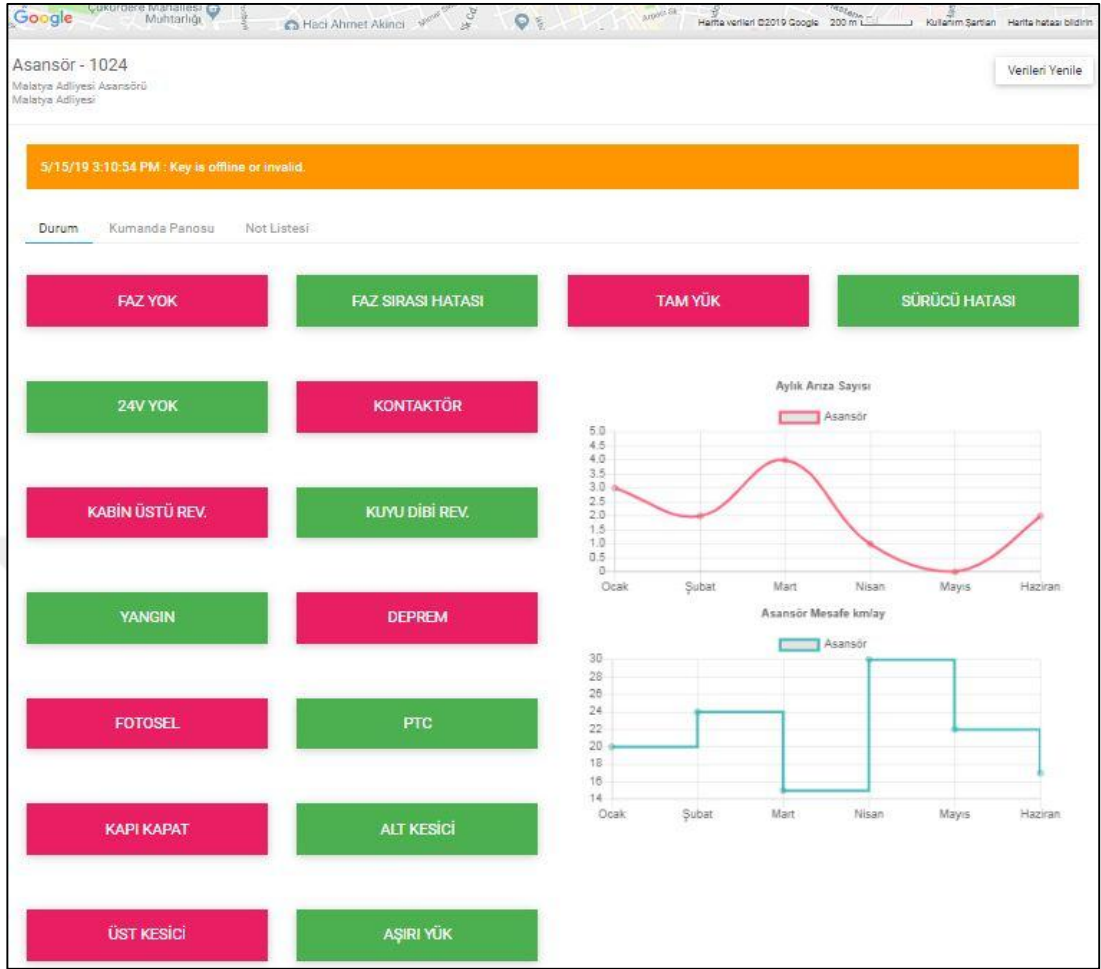 Google
Çukurdere Mahallesi
Muhtarlığı
Haci Ahmet Akinci
Harita verileri ©2019 Google 200 m Kullanım Şartları Harita hatası bildirin
Asansör - 1024
Malatya Adliyesi Asansörü
Malatya Adliyesi
Verileri Yenile
5/15/19 3:10:54 PM : Key is offline or invalid.
Durum Kumanda Panosu Not Listesi
FAZ YOK FAZ SIRASI HATASI TAM YÜK SÜRÜCÜ HATASI
24V YOK KONTAKTÖR
KABİN ÜSTÜ REV. KUYU DİBİ REV.
YANGIN DEPREM
FOTOSEL PTC
KAPI KAPAT ALT KESİCİ
ÜST KESİCİ AŞIRI YÜK
Aylık Arıza Sayısı
Asansör
5.0
4.5
4.0
3.5
3.0
2.5
2.0
1.5
1.0
0.5
0
Ocak Şubat Mart Nisan Mayıs Haziran
Asansör Mesafe km/ay
Asansör
30
28
26
24
22
20
18
16
14
Ocak Şubat Mart Nisan Mayıs Haziran